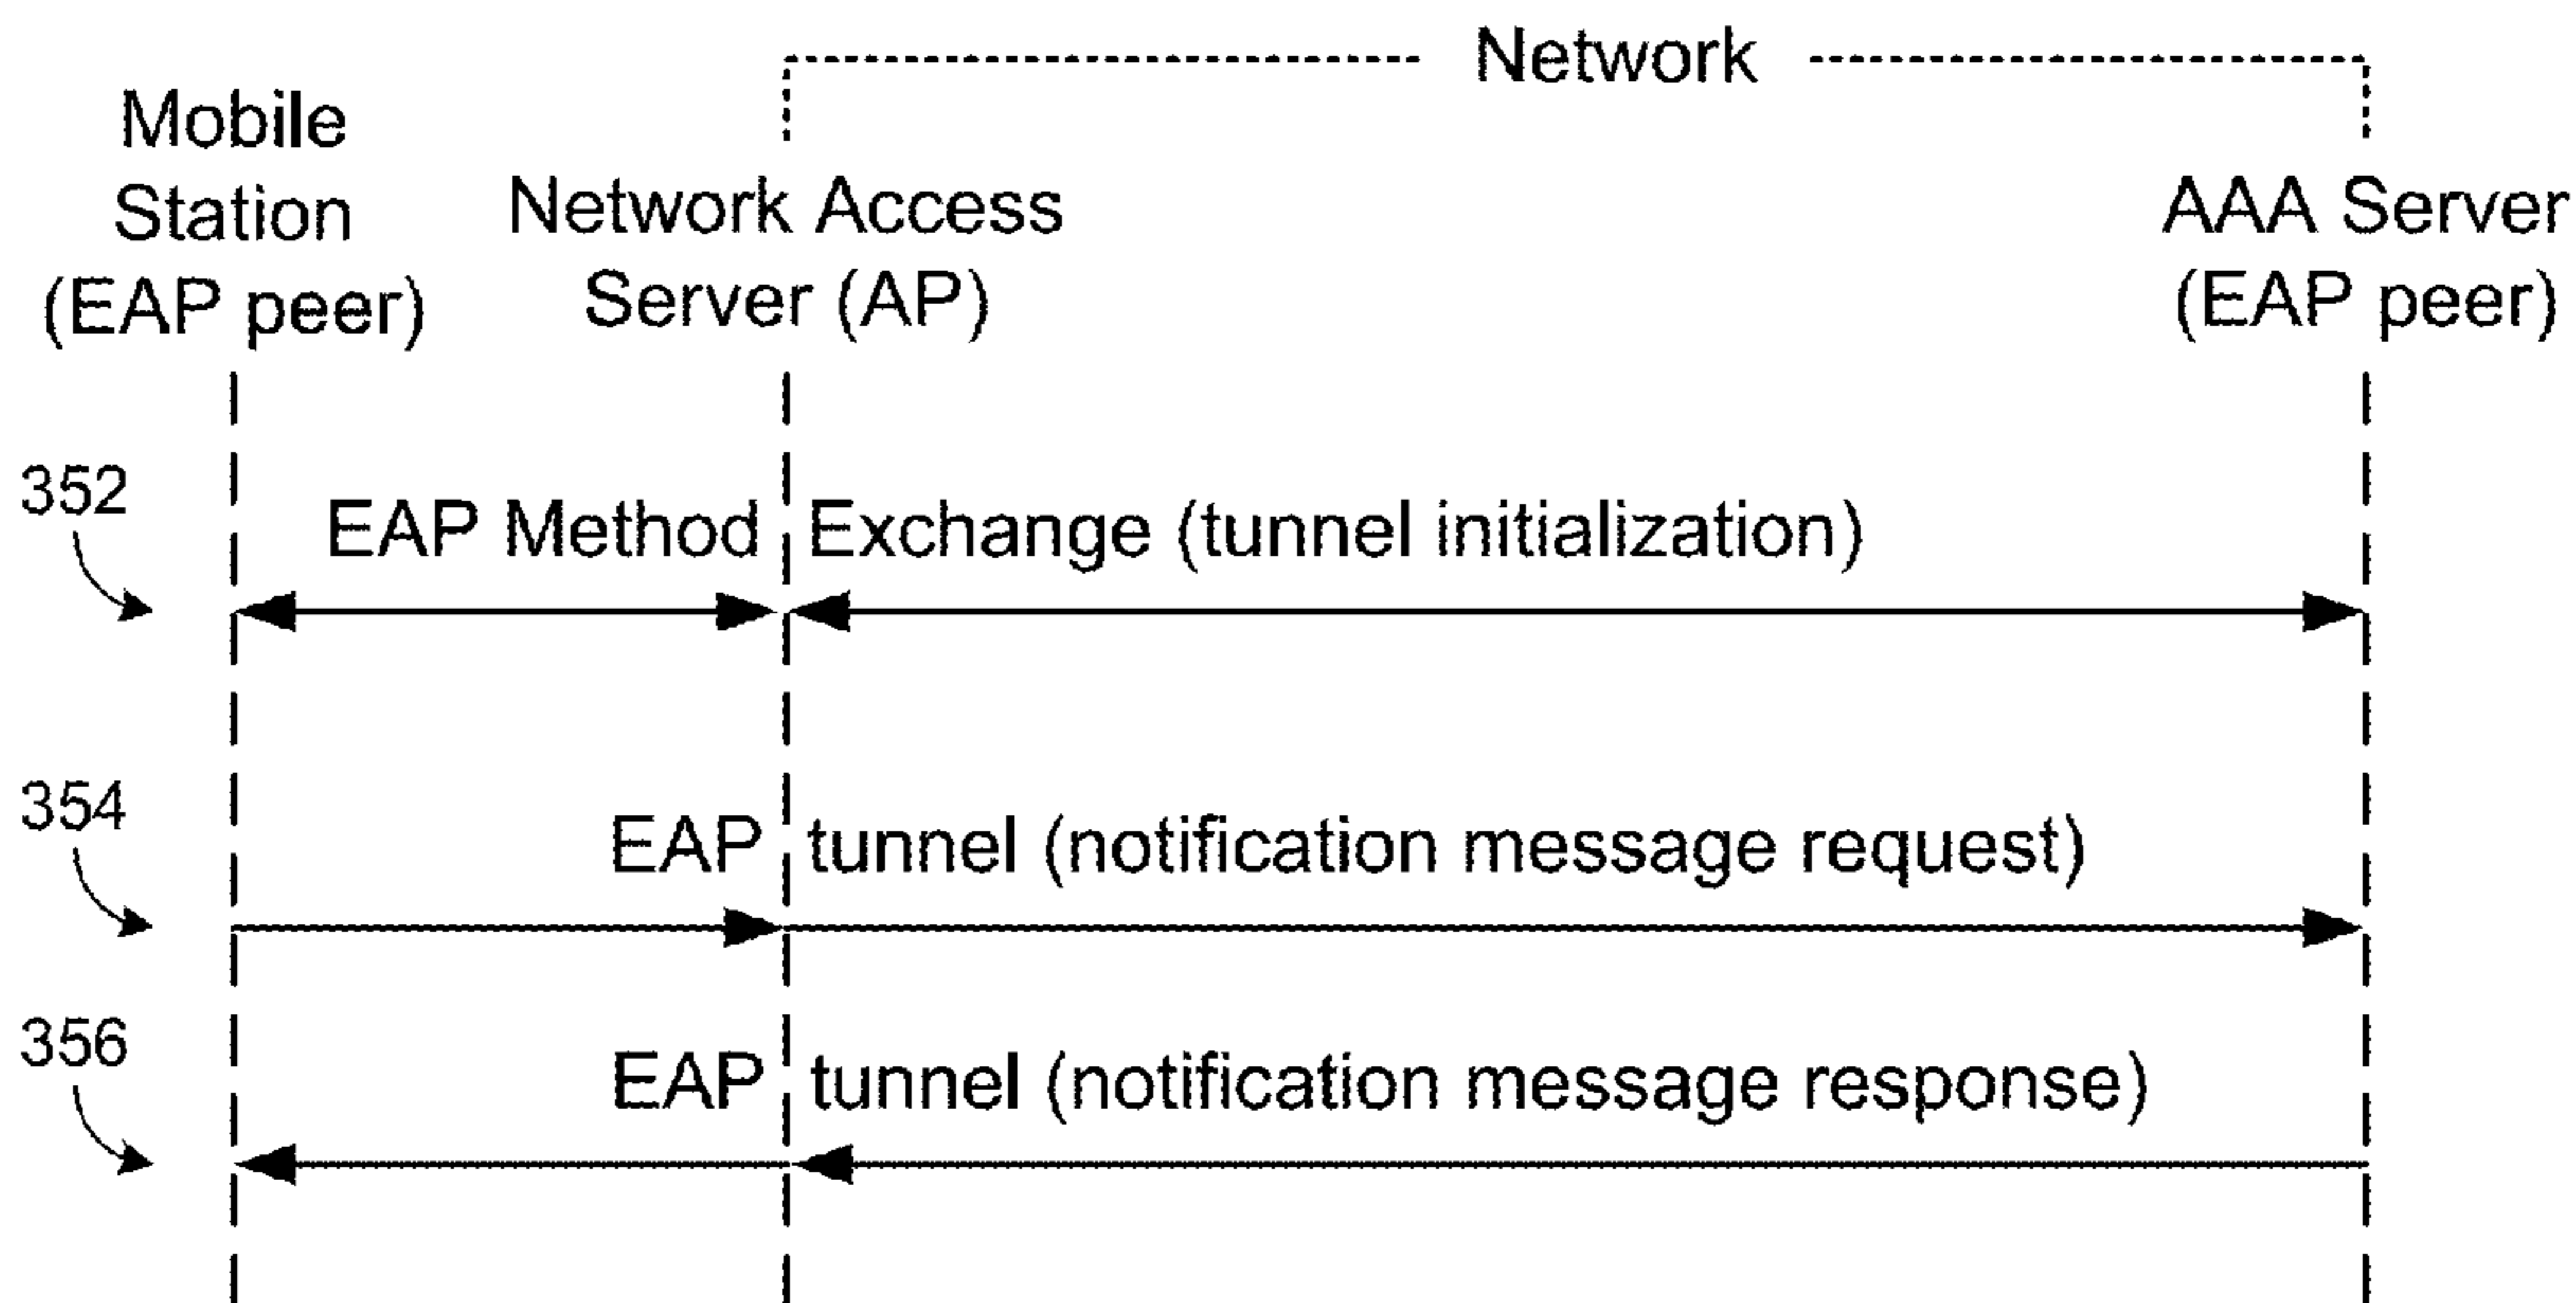 Network
Mobile
Station
(EAP peer)
Network Access
Server (AP)
AAA Server
(EAP peer)
352
EAP Method Exchange (tunnel initialization)
354
EAP tunnel (notification message request)
356
EAP tunnel (notification message response)